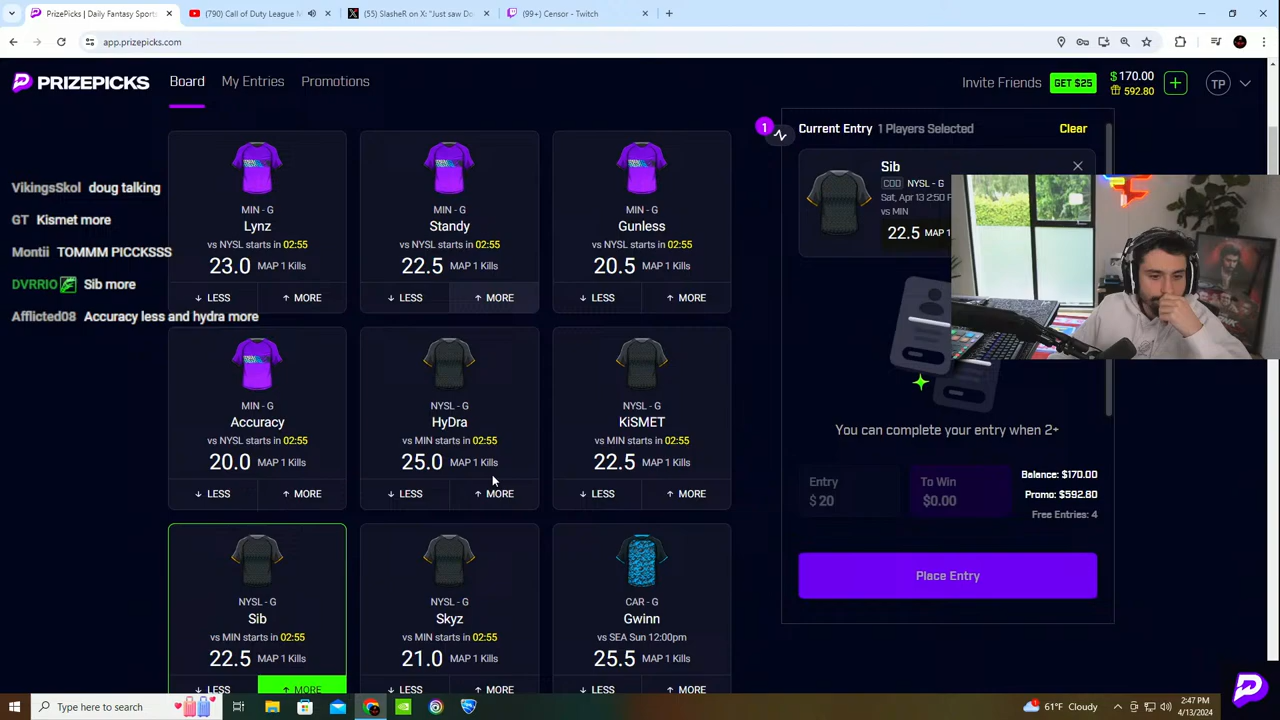 PrizePicks | Daily Fantasy Sports
(790) Call of Duty League M
(55) SlasheR on X: "Just saw Do
(99+) Censor - Twitch
app.prizepicks.com
PRIZEPICKS
Board
My Entries
Promotions
Invite Friends
GET $25
$170.00
592.80
TP
VikingsSkol doug talking
GT Kismet more
Montii TOMMM PICCKSSS
DVRRIO Sib more
Afflicted08 Accuracy less and hydra more
MIN - G
Lynz
vs NYSL starts in 02:55
23.0 MAP 1 Kills
↓ LESS
↑ MORE
MIN - G
Standy
vs NYSL starts in 02:55
22.5 MAP 1 Kills
↓ LESS
↑ MORE
MIN - G
Gunless
vs NYSL starts in 02:55
20.5 MAP 1 Kills
↓ LESS
↑ MORE
MIN - G
Accuracy
vs NYSL starts in 02:55
20.0 MAP 1 Kills
↓ LESS
↑ MORE
NYSL - G
HyDra
vs MIN starts in 02:55
25.0 MAP 1 Kills
↓ LESS
↑ MORE
NYSL - G
KiSMET
vs MIN starts in 02:55
22.5 MAP 1 Kills
↓ LESS
↑ MORE
NYSL - G
Sib
vs MIN starts in 02:55
22.5 MAP 1 Kills
↓ LESS
↑ MORE
NYSL - G
Skyz
vs MIN starts in 02:55
21.0 MAP 1 Kills
↓ LESS
↑ MORE
CAR - G
Gwinn
vs SEA Sun 12:00pm
25.5 MAP 1 Kills
↓ LESS
↑ MORE
1
Current Entry 1 Players Selected
Clear
Sib
COD NYSL - G
Sat, Apr 13 2:50
vs MIN
22.5 MAP 1
You can complete your entry when 2+
Entry
$ 20
To Win
$0.00
Balance: $170.00
Promo: $592.80
Free Entries: 4
Place Entry
Type here to search
61°F Cloudy
2:47 PM
4/13/2024